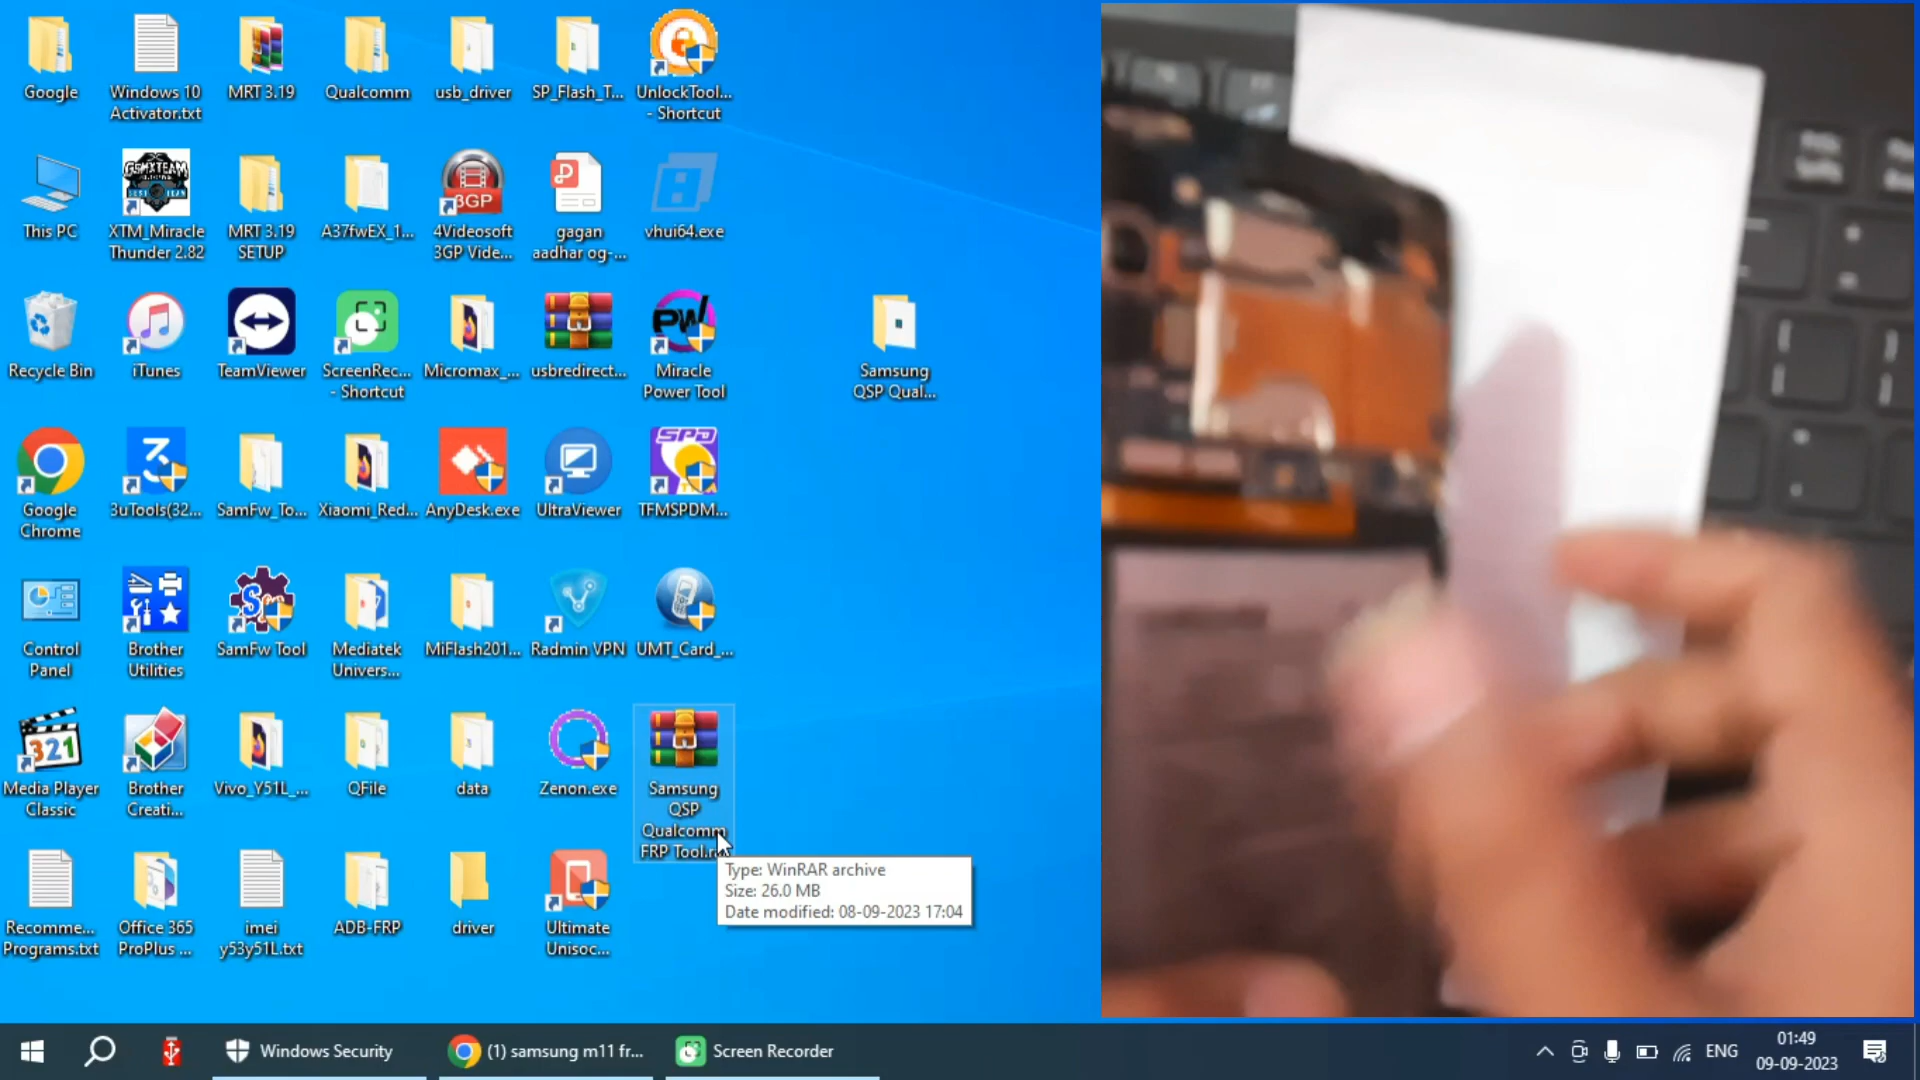 Google
Windows 10
Activator.txt
MRT 3.19
Qualcomm
usb_driver
SP_Flash_T...
UnlockTool...
- Shortcut
GSMXTEAM
This PC
XTM_Miracle
Thunder 2.82
MRT 3.19
SETUP
A37fwEX_1...
3GP
4Videosoft
3GP Vide...
gagan
aadhar og-...
vhui64.exe
Recycle Bin
iTunes
TeamViewer
ScreenRec...
- Shortcut
Micromax_...
usbredirect...
PW
Miracle
Power Tool
Samsung
QSP Qual...
Google
Chrome
3uTools(32...
SamFw_To...
Xiaomi_Red...
AnyDesk.exe
UltraViewer
SPD
TFMSPDM...
Control
Panel
Brother
Utilities
SamFw Tool
Mediatek
Univers...
MiFlash201...
Radmin VPN
UMT_Card_...
321
Media Player
Classic
Brother
Creati...
Vivo_Y51L_...
QFile
data
Zenon.exe
Samsung
QSP
Qualcomm
FRP Tool.ra
Type: WinRAR archive
Size: 26.0 MB
Date modified: 08-09-2023 17:04
Recomme...
Programs.txt
Office 365
ProPlus ...
imei
y53y51L.txt
ADB-FRP
driver
Ultimate
Unisoc...
Windows Security
(1) samsung m11 fr...
Screen Recorder
ENG
01:49
09-09-2023